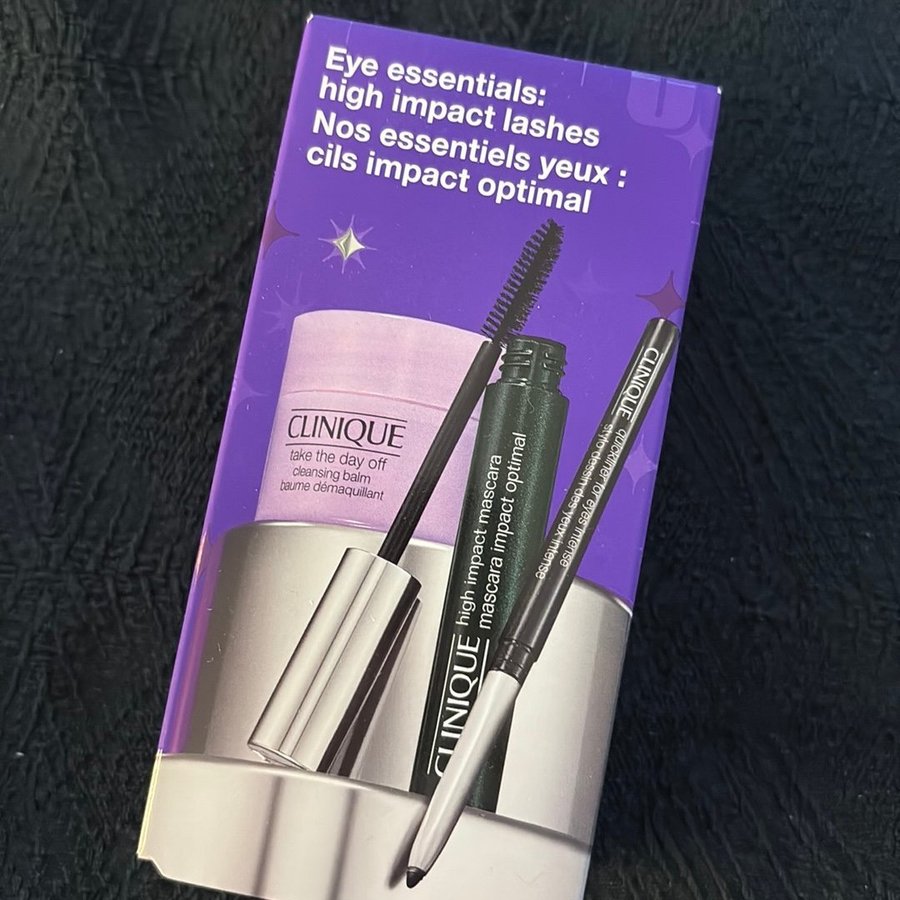 Eye essentials:
high impact lashes
Nos essentiels yeux :
cils impact optimal
CLINIQUE
take the day off
cleansing balm
baume démaquillant
CLINIQUE
high impact mascara
mascara impact optimal
CLINIQUE
quickliner for eyes intense
stylo dessin des yeux intense